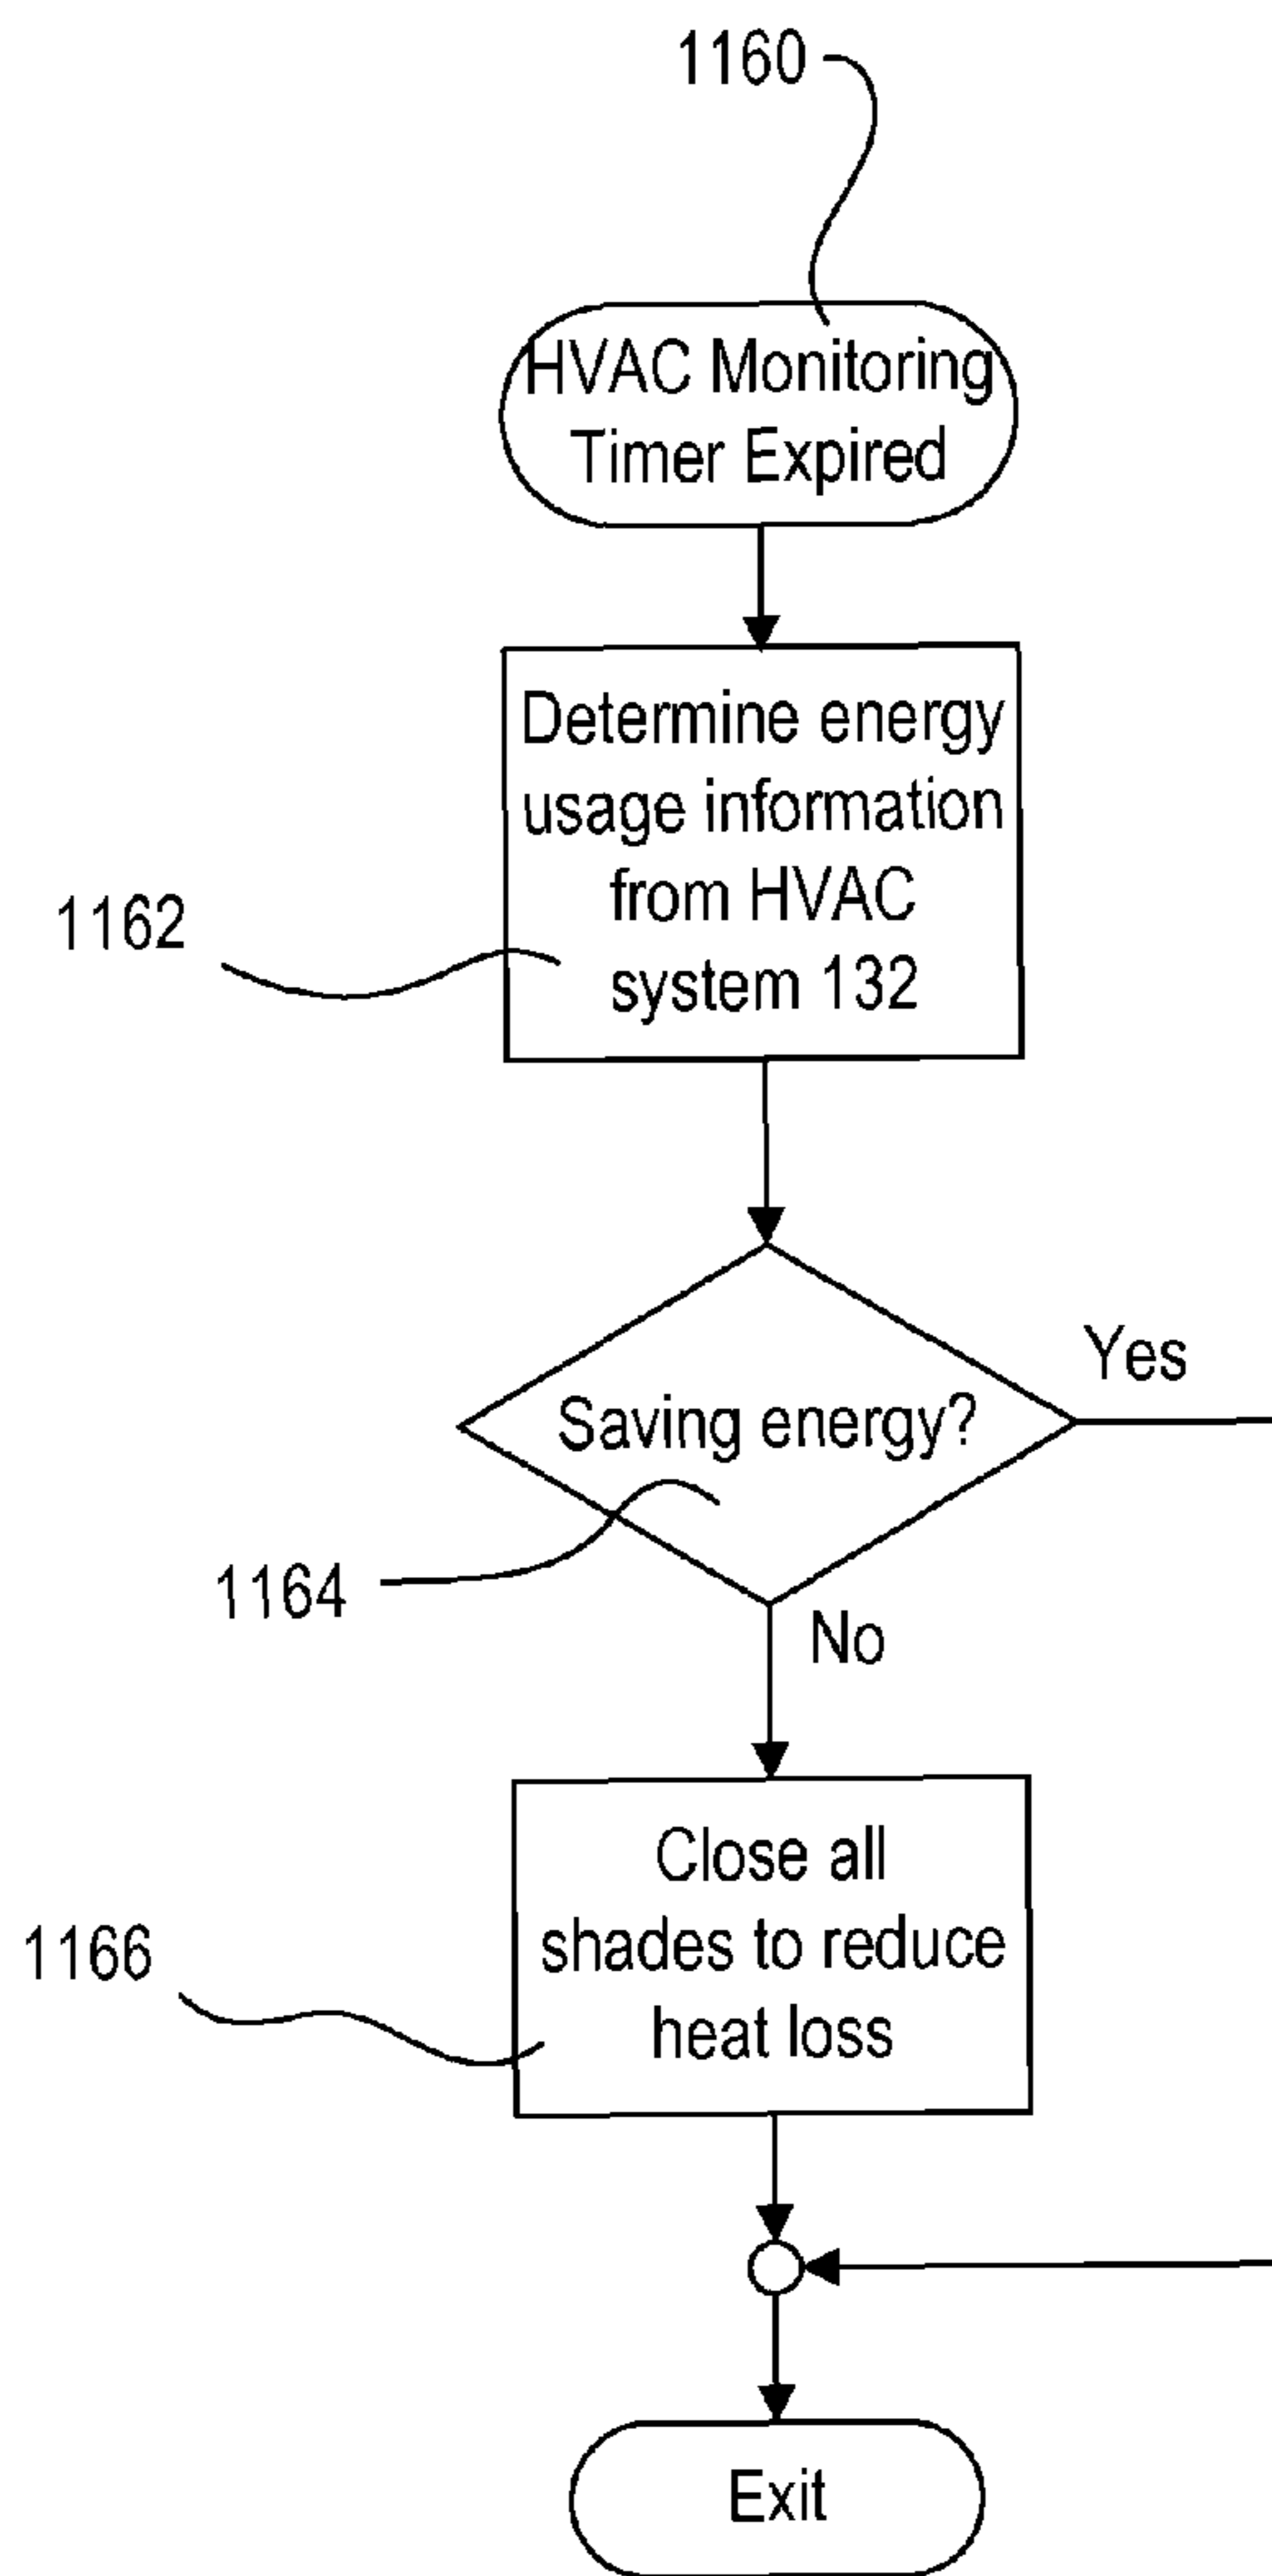 1160
HVAC Monitoring
Timer Expired
Determine energy
usage information
from HVAC
system 132
1162
Yes
Saving energy?
1164
No
Close all
shades to reduce
heat loss
1166
Exit